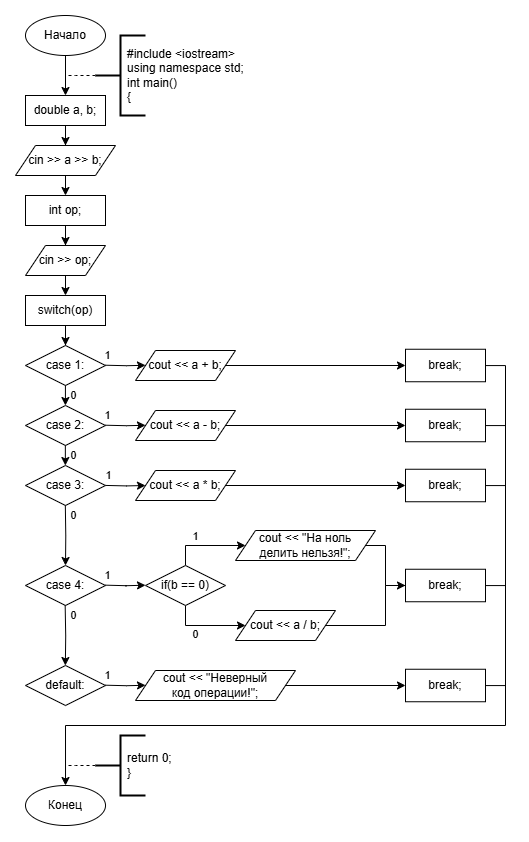 Начало
#include <iostream>
using namespace std;
int main()
{
double a, b;
cin >> a >> b;
int op;
cin >> op;
switch(op)
case 1:
1
cout << a + b;
break;
0
case 2:
1
cout << a - b;
break;
0
case 3:
1
cout << a * b;
break;
0
case 4:
1
if(b == 0)
1
cout << "На ноль
делить нельзя!";
0
cout << a / b;
break;
0
default:
1
cout << "Неверный
код операции!";
break;
return 0;
}
Конец